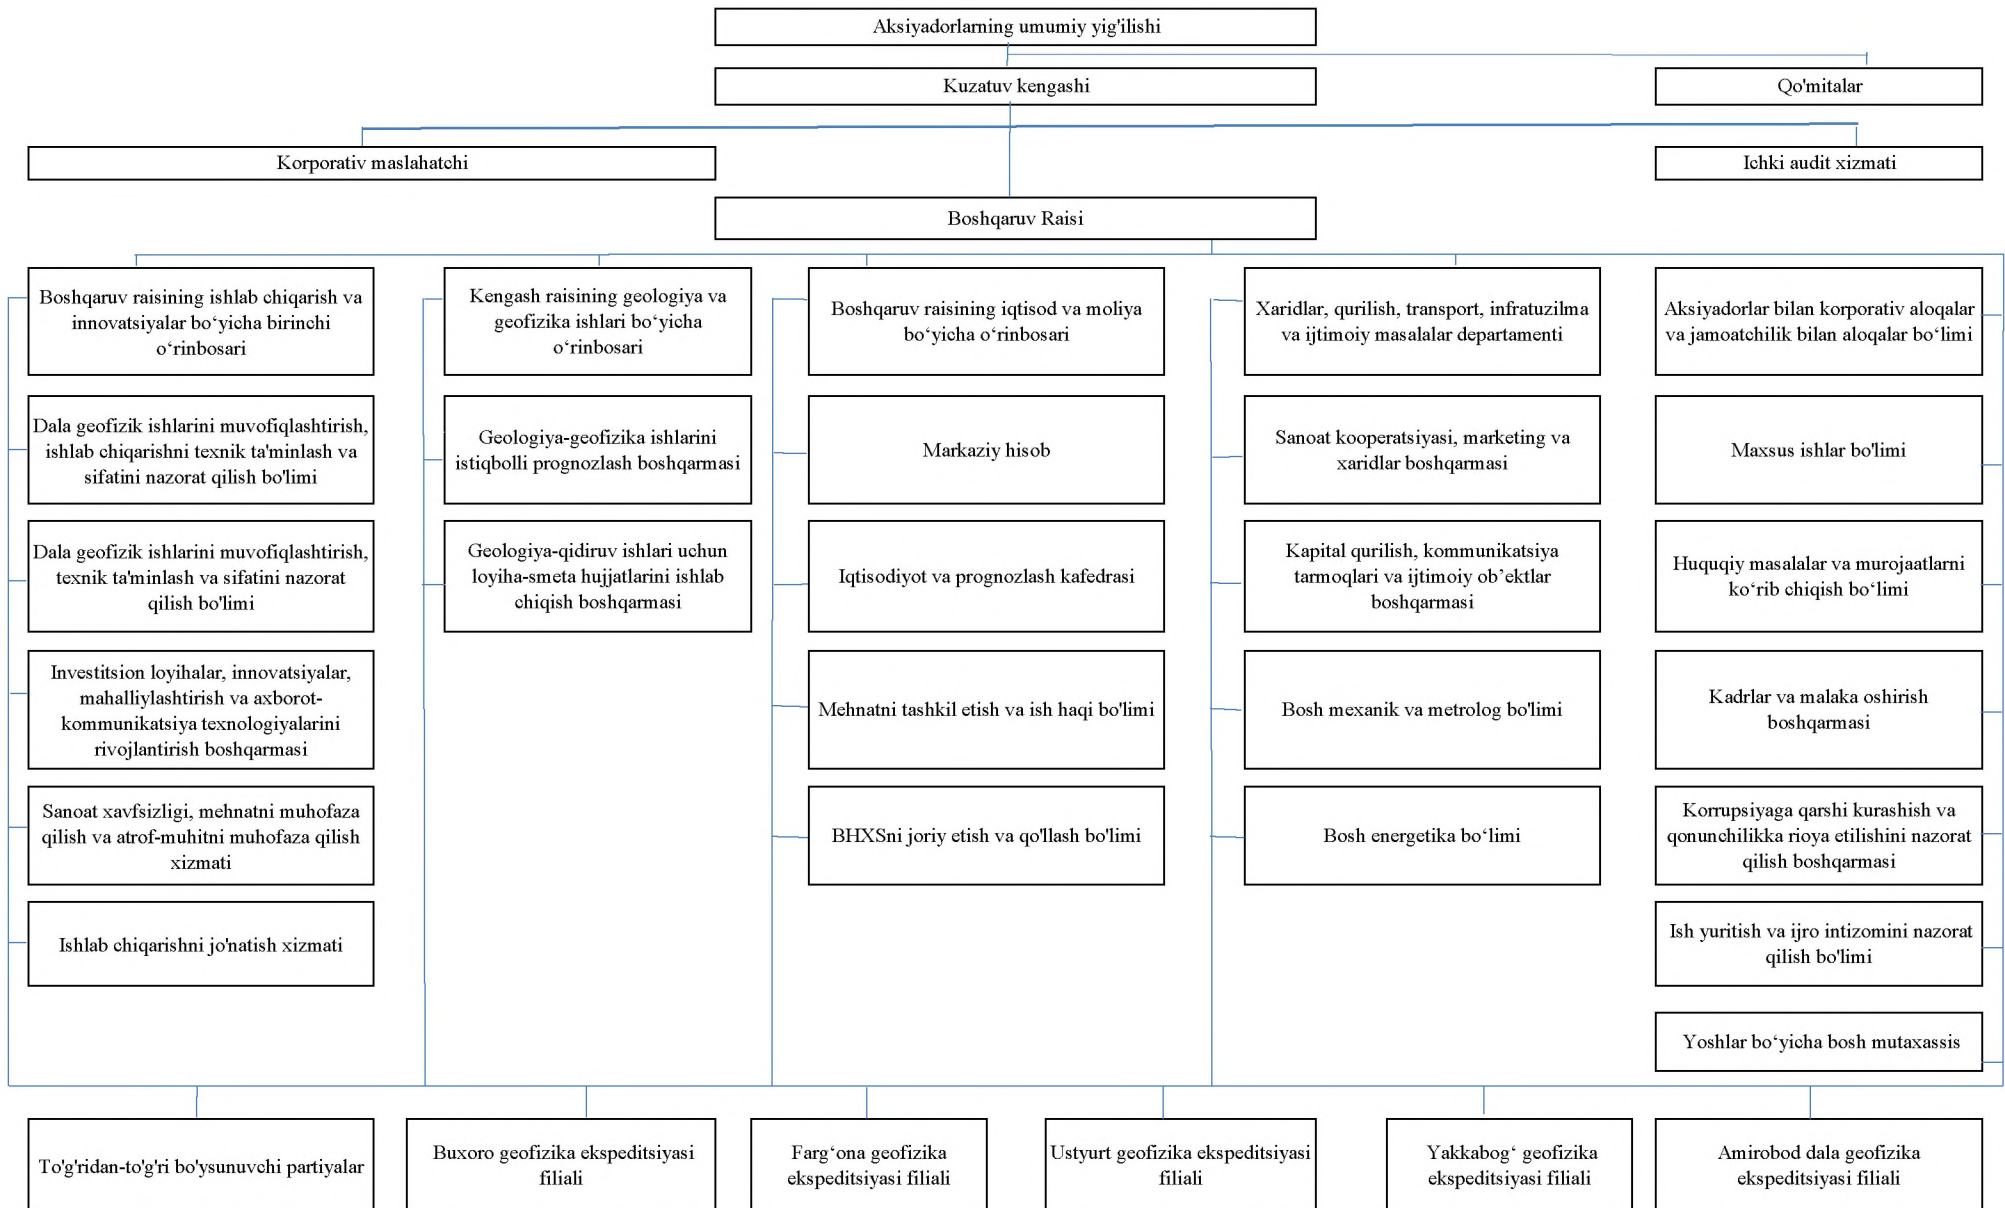 Aksiyadorlarning umumiy yig'ilishi
Kuzatuv kengashi
Qo'mitalar
Korporativ maslahatchi
Ichki audit xizmati
Boshqaruv Raisi
Boshqaruv raisining ishlab chiqarish va
innovatsiyalar bo‘yicha birinchi
o‘rinbosari
Kengash raisining geologiya va
geofizika ishlari bo‘yicha
o‘rinbosari
Boshqaruv raisining iqtisod va moliya
bo‘yicha o‘rinbosari
Xaridlar, qurilish, transport, infratuzilma
va ijtimoiy masalalar departamenti
Aksiyadorlar bilan korporativ aloqalar
va jamoatchilik bilan aloqalar bo‘limi
Dala geofizik ishlarini muvofiqlashtirish,
ishlab chiqarishni texnik ta'minlash va
sifatini nazorat qilish bo'limi
Geologiya-geofizika ishlarini
istiqbolli prognozlash boshqarmasi
Markaziy hisob
Sanoat kooperatsiyasi, marketing va
xaridlar boshqarmasi
Maxsus ishlar bo'limi
Dala geofizik ishlarini muvofiqlashtirish,
texnik ta'minlash va sifatini nazorat
qilish bo'limi
Geologiya-qidiruv ishlari uchun
loyiha-smeta hujjatlarini ishlab
chiqish boshqarmasi
Iqtisodiyot va prognozlash kafedrasi
Kapital qurilish, kommunikatsiya
tarmoqlari va ijtimoiy ob’ektlar
boshqarmasi
Huquqiy masalalar va murojaatlarni
ko‘rib chiqish bo‘limi
Investitsion loyihalar, innovatsiyalar,
mahalliylashtirish va axborot-
kommunikatsiya texnologiyalarini
rivojlantirish boshqarmasi
Mehnatni tashkil etish va ish haqi bo'limi
Bosh mexanik va metrolog bo'limi
Kadrlar va malaka oshirish
boshqarmasi
Sanoat xavfsizligi, mehnatni muhofaza
qilish va atrof-muhitni muhofaza qilish
xizmati
BHXSni joriy etish va qo'llash bo'limi
Bosh energetika bo‘limi
Korrupsiyaga qarshi kurashish va
qonunchilikka rioya etilishini nazorat
qilish boshqarmasi
Ishlab chiqarishni jo'natish xizmati
Ish yuritish va ijro intizomini nazorat
qilish bo'limi
Yoshlar bo‘yicha bosh mutaxassis
To'g'ridan-to'g'ri bo'ysunuvchi partiyalar
Buxoro geofizika ekspeditsiyasi
filiali
Farg‘ona geofizika
ekspeditsiyasi filiali
Ustyurt geofizika ekspeditsiyasi
filiali
Yakkabog‘ geofizika
ekspeditsiyasi filiali
Amirobod dala geofizika
ekspeditsiyasi filiali